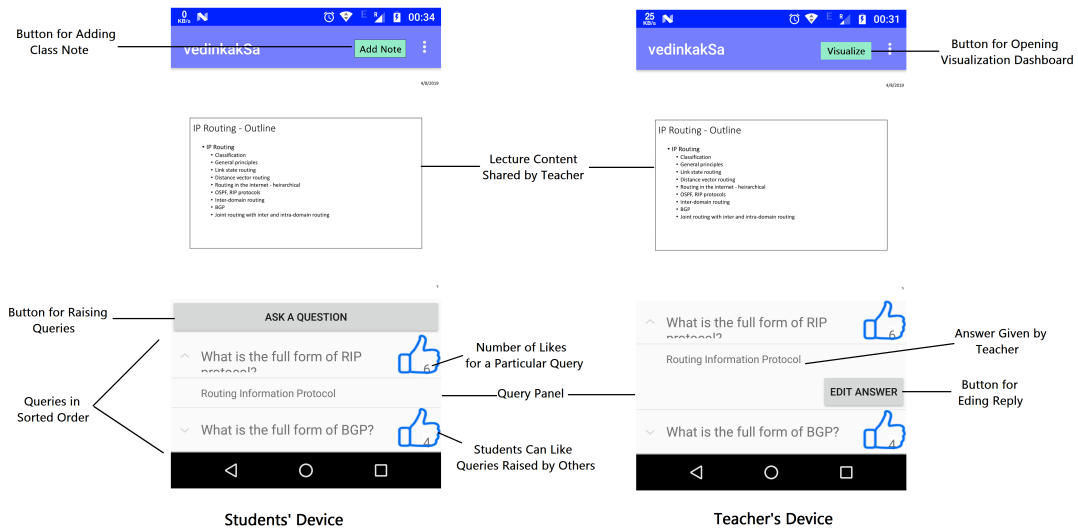 Button for Adding
Class Note
0
KB/s
E
R
00:34
vedinkakSa
Add Note
4/8/2019
IP Routing - Outline
• IP Routing
• Classification
• General principles
• Link state routing
• Distance vector routing
• Routing in the internet - heirarchical
• OSPF, RIP protocols
• Inter-domain routing
• BGP
• Joint routing with inter and intra-domain routing
Button for Raising
Queries
ASK A QUESTION
What is the full form of RIP
protocol?
6
Routing Information Protocol
What is the full form of BGP?
4
Queries in
Sorted Order
Students' Device
Lecture Content
Shared by Teacher
Number of Likes
for a Particular Query
Query Panel
Students Can Like
Queries Raised by Others
25
KB/s
E
R
00:31
vedinkakSa
Visualize
Button for Opening
Visualization Dashboard
4/8/2019
IP Routing - Outline
• IP Routing
• Classification
• General principles
• Link state routing
• Distance vector routing
• Routing in the internet - heirarchical
• OSPF, RIP protocols
• Inter-domain routing
• BGP
• Joint routing with inter and intra-domain routing
What is the full form of RIP
protocol?
6
Routing Information Protocol
EDIT ANSWER
What is the full form of BGP?
4
Answer Given by
Teacher
Button for
Eding Reply
Teacher's Device